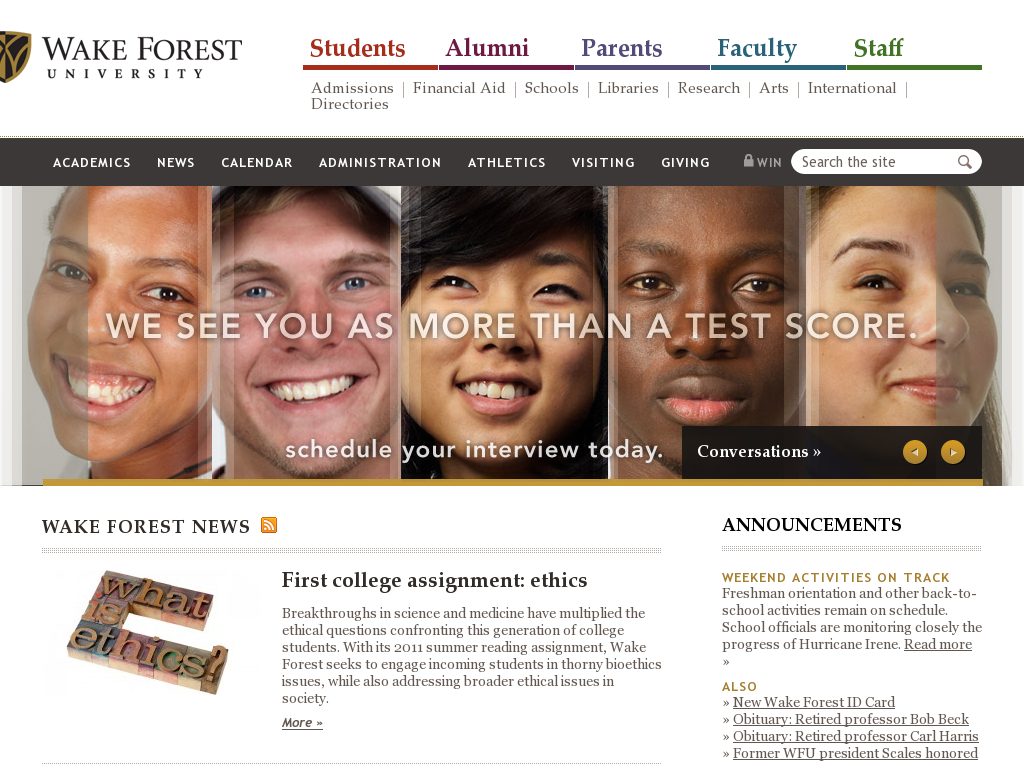 WAKE FOREST
UNIVERSITY
Students Alumni Parents Faculty Staff
Admissions Financial Aid Schools Libraries Research Arts International
Directories
ACADEMICS NEWS CALENDAR ADMINISTRATION ATHLETICS VISITING GIVING WIN Search the site
WE SEE YOU AS MORE THAN A TEST SCORE.
schedule your interview today.
Conversations »
WAKE FOREST NEWS
what
is
ethics?
First college assignment: ethics
Breakthroughs in science and medicine have multiplied the
ethical questions confronting this generation of college
students. With its 2011 summer reading assignment, Wake
Forest seeks to engage incoming students in thorny bioethics
issues, while also addressing broader ethical issues in
society.
More »
ANNOUNCEMENTS
WEEKEND ACTIVITIES ON TRACK
Freshman orientation and other back-to-
school activities remain on schedule.
School officials are monitoring closely the
progress of Hurricane Irene. Read more
»
ALSO
» New Wake Forest ID Card
» Obituary: Retired professor Bob Beck
» Obituary: Retired professor Carl Harris
» Former WFU president Scales honored